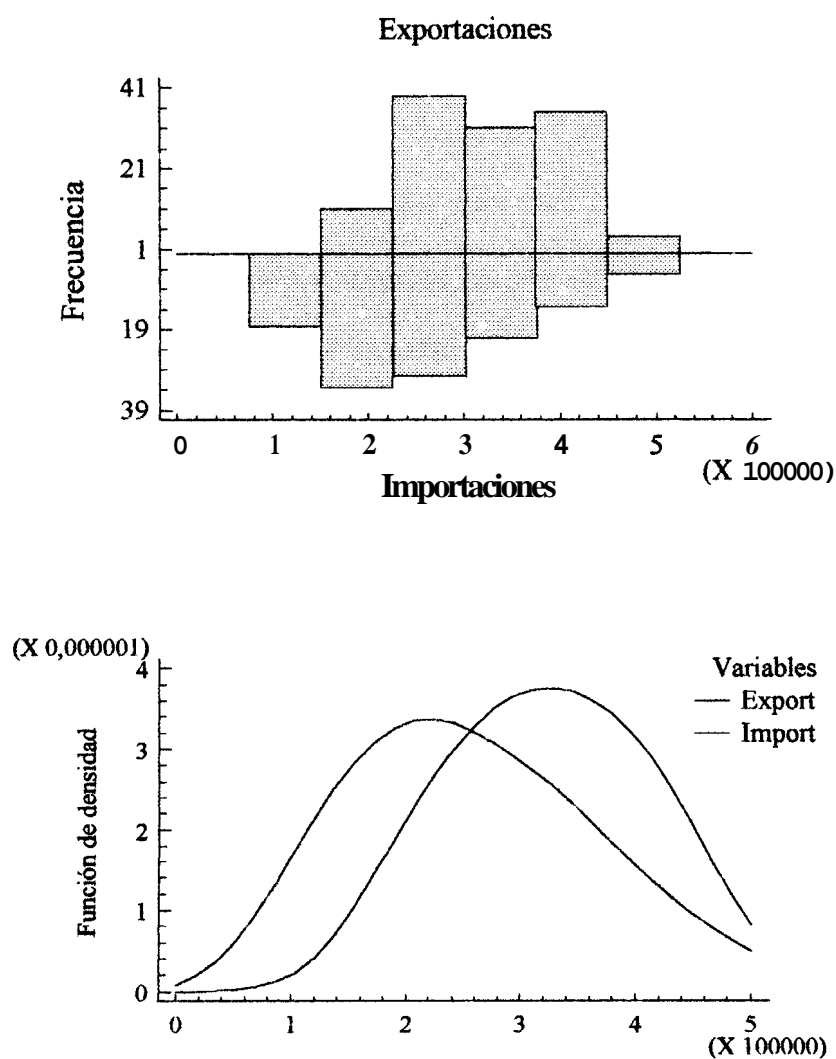 Exportaciones
41
21
1
19
39
Frecuencia
0 1 2 3 4 5 6
(X 100000)
Importaciones
(X 0,000001)
4
3
2
1
0
Función de densidad
Variables
Export
Import
0 1 2 3 4 5
(X 100000)